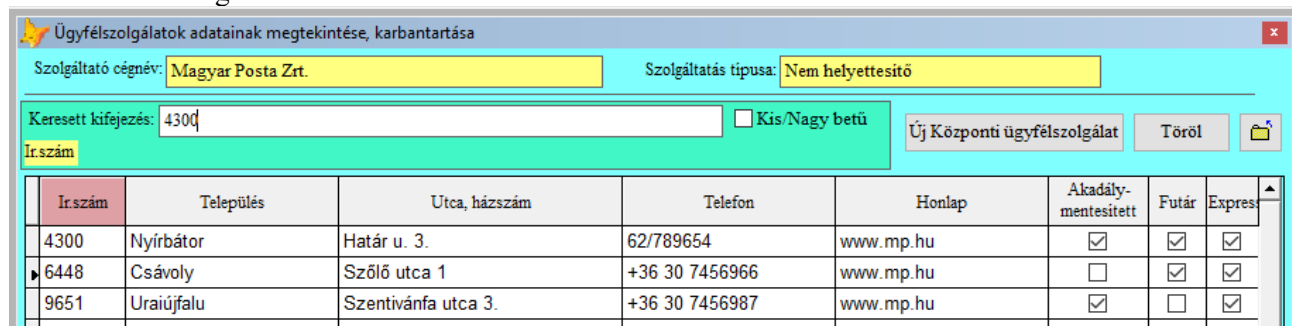 Ügyfélszolgálatok adatainak megtekintése, karbantartása x
Szolgáltató cégnév: Magyar Posta Zrt. Szolgáltatás típusa: Nem helyettesítő
Keresett kifejezés: 4300 Kis/Nagy betű Új Központi ügyfélszolgálat Töröl
Ir.szám
Ir.szám Település Utca, házszám Telefon Honlap Akadály-mentesített Futár Express
4300 Nyírbátor Határ u. 3. 62/789654 www.mp.hu
6448 Csávoly Szőlő utca 1 +36 30 7456966 www.mp.hu
9651 Uraiújfalu Szentivánfa utca 3. +36 30 7456987 www.mp.hu